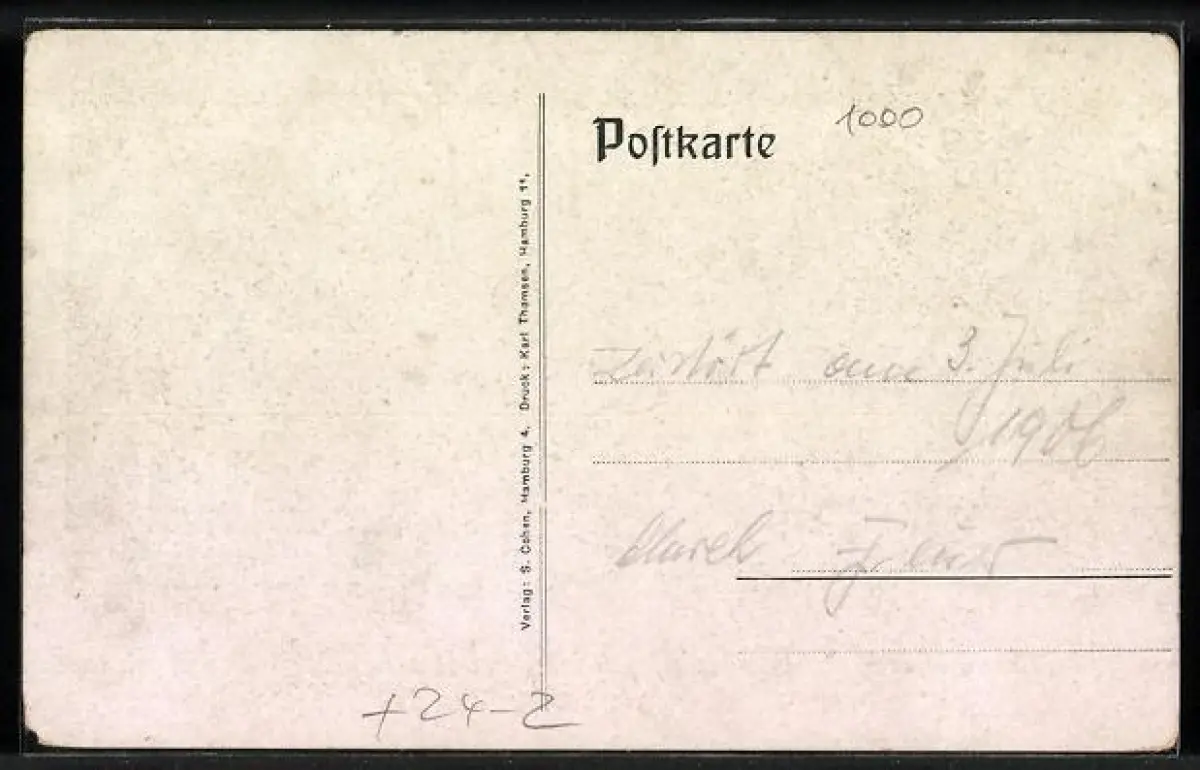 Postkarte
1000
Verlag: S. Cohen, Hamburg 4. Druck: Karl Thamsen, Hamburg 11.
zerstört am 3. Juli
1906
durch Feuer
+24-2